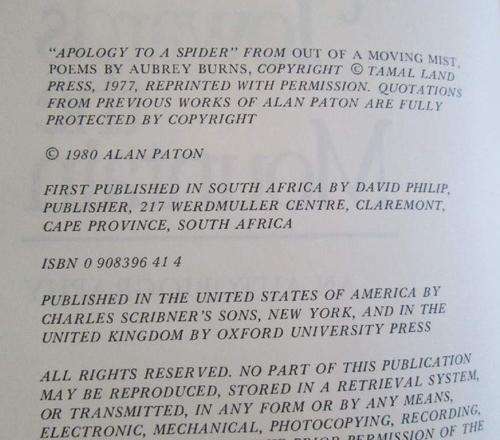 "APOLOGY TO A SPIDER" FROM OUT OF A MOVING MIST,
POEMS BY AUBREY BURNS, COPYRIGHT © TAMAL LAND
PRESS, 1977, REPRINTED WITH PERMISSION. QUOTATIONS
FROM PREVIOUS WORKS OF ALAN PATON ARE FULLY
PROTECTED BY COPYRIGHT
© 1980 ALAN PATON
FIRST PUBLISHED IN SOUTH AFRICA BY DAVID PHILIP,
PUBLISHER, 217 WERDMULLER CENTRE, CLAREMONT,
CAPE PROVINCE, SOUTH AFRICA
ISBN 0 908396 41 4
PUBLISHED IN THE UNITED STATES OF AMERICA BY
CHARLES SCRIBNER'S SONS, NEW YORK, AND IN THE
UNITED KINGDOM BY OXFORD UNIVERSITY PRESS
ALL RIGHTS RESERVED. NO PART OF THIS PUBLICATION
MAY BE REPRODUCED, STORED IN A RETRIEVAL SYSTEM,
OR TRANSMITTED, IN ANY FORM OR BY ANY MEANS,
ELECTRONIC, MECHANICAL, PHOTOCOPYING, RECORDING,
PRIOR PERMISSION OF THE